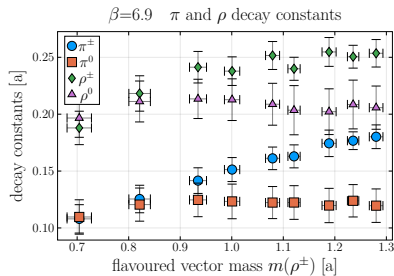 β=6.9 π and ρ decay constants
decay constants [a]
0.25
0.20
0.15
0.10
π±
π0
ρ±
ρ0
0.7 0.8 0.9 1.0 1.1 1.2 1.3
flavoured vector mass m(ρ±) [a]